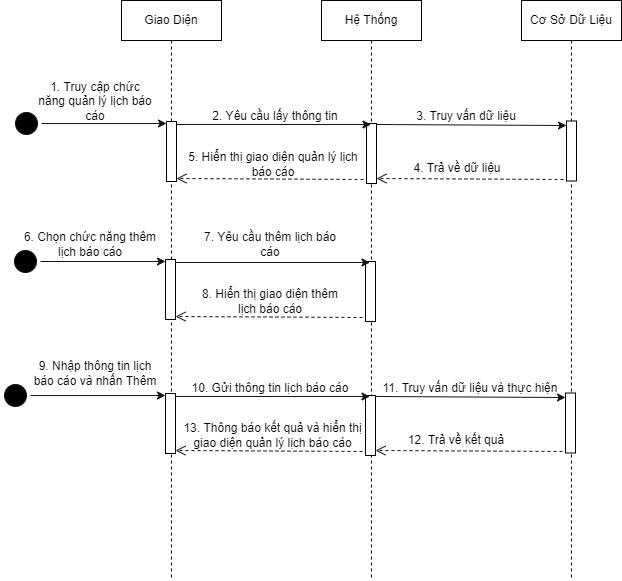 Giao Diện
Hệ Thống
Cơ Sở Dữ Liệu
1. Truy cập chức
năng quản lý lịch báo
cáo
2. Yêu cầu lấy thông tin
3. Truy vấn dữ liệu
5. Hiển thị giao diện quản lý lịch
báo cáo
4. Trả về dữ liệu
6. Chọn chức năng thêm
lịch báo cáo
7. Yêu cầu thêm lịch báo
cáo
8. Hiển thị giao diện thêm
lịch báo cáo
9. Nhập thông tin lịch
báo cáo và nhấn Thêm
10. Gửi thông tin lịch báo cáo
11. Truy vấn dữ liệu và thực hiện
13. Thông báo kết quả và hiển thị
giao diện quản lý lịch báo cáo
12. Trả về kết quả